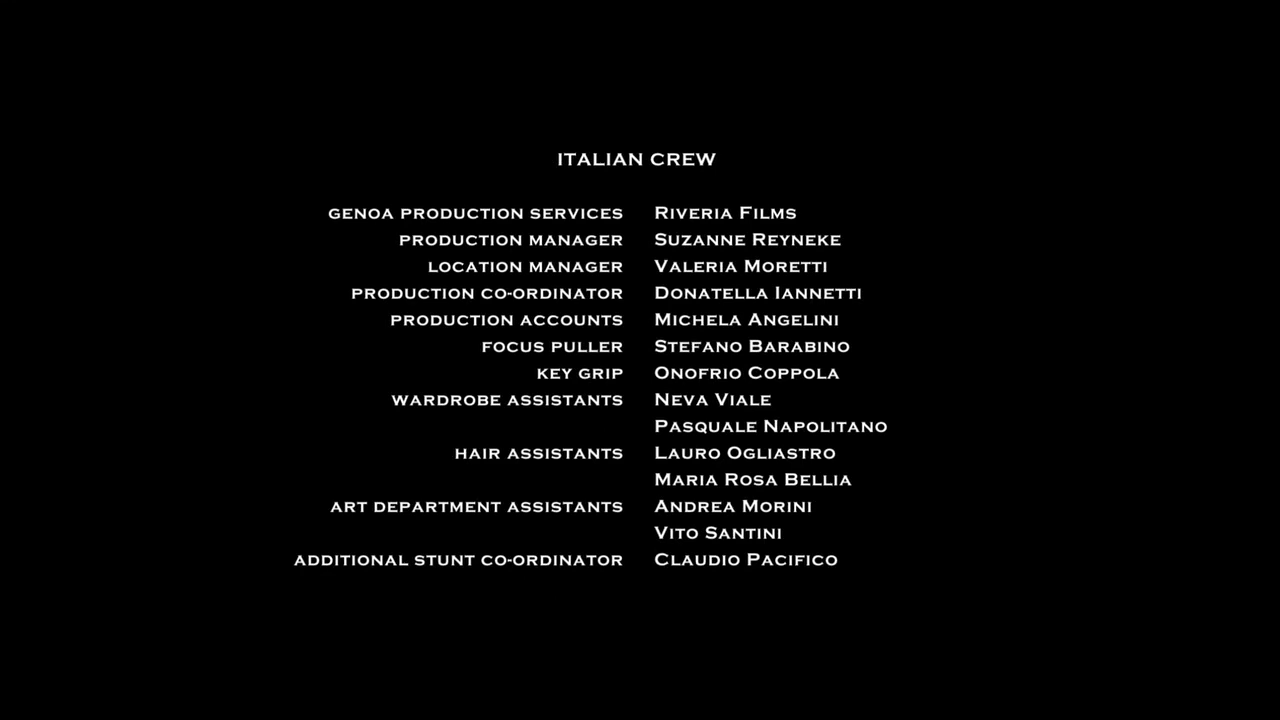 ITALIAN CREW
GENOA PRODUCTION SERVICES Riveria Films
PRODUCTION MANAGER Suzanne Reyneke
LOCATION MANAGER Valeria Moretti
PRODUCTION CO-ORDINATOR Donatella Iannetti
PRODUCTION ACCOUNTS Michela Angelini
FOCUS PULLER Stefano Barabino
KEY GRIP Onofrio Coppola
WARDROBE ASSISTANTS Neva Viale
Pasquale Napolitano
HAIR ASSISTANTS Lauro Ogliastro
Maria Rosa Bellia
ART DEPARTMENT ASSISTANTS Andrea Morini
Vito Santini
ADDITIONAL STUNT CO-ORDINATOR Claudio Pacifico